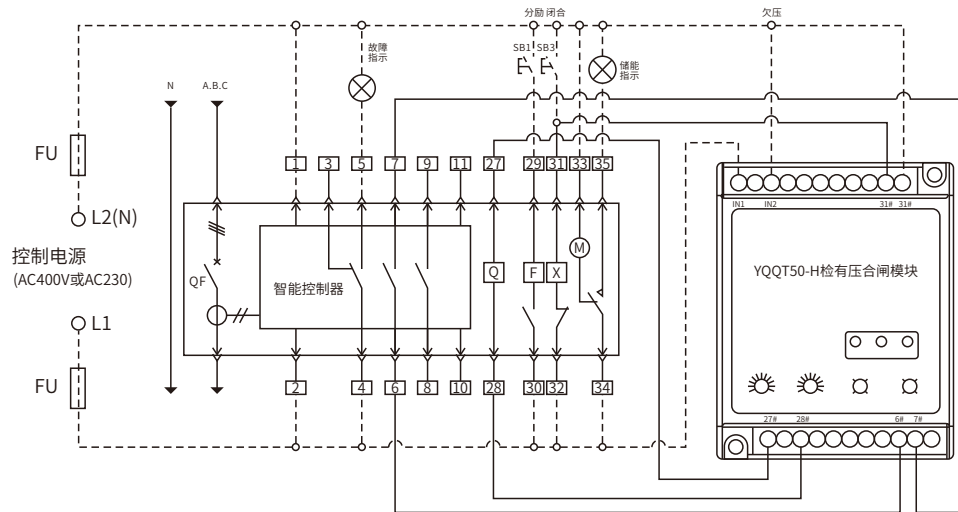 分励 闭合
欠压
SB1 SB3
故障
指示
储能
指示
N
A.B.C
FU
1
3
5
7
9
11
27
29
31
33
35
L2(N)
IN1
IN2
31#
31#
控制电源
(AC400V或AC230)
QF
智能控制器
Q
F
X
M
YQQT50-H检有压合闸模块
L1
FU
2
4
6
8
10
28
30
32
34
27#
28#
6#
7#